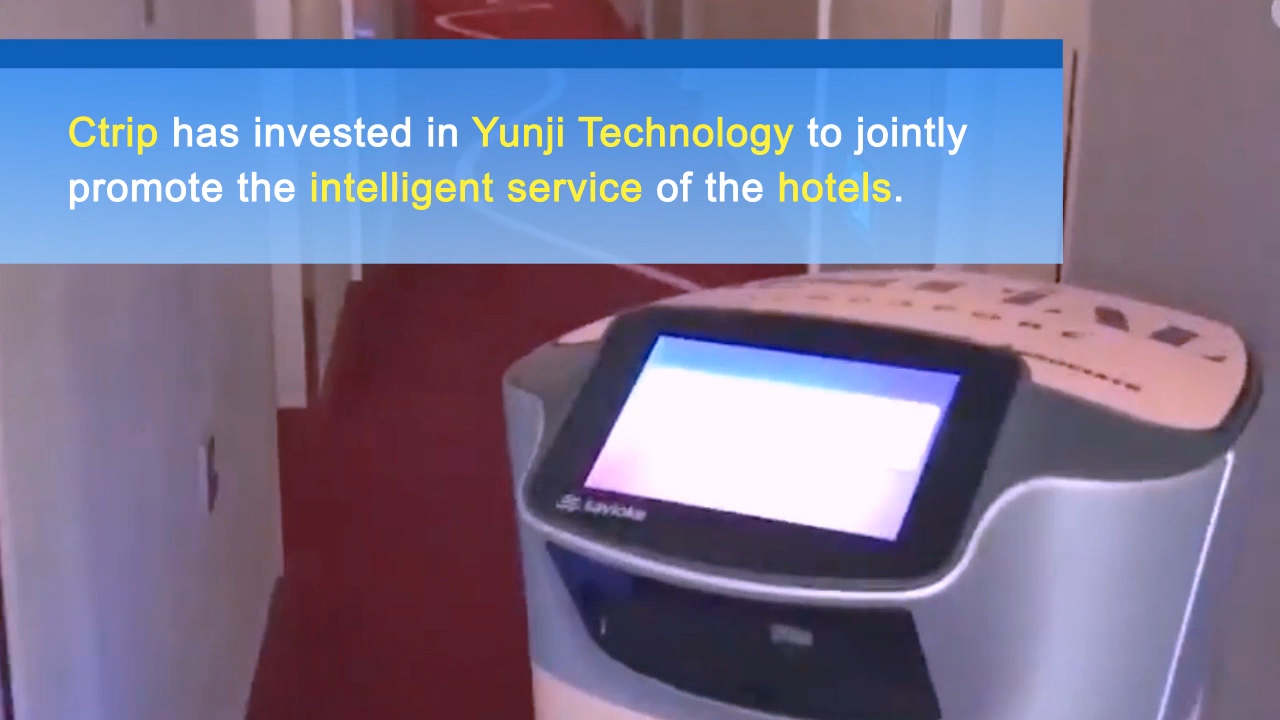 Ctrip has invested in Yunji Technology to jointly
promote the intelligent service of the hotels.
savioke